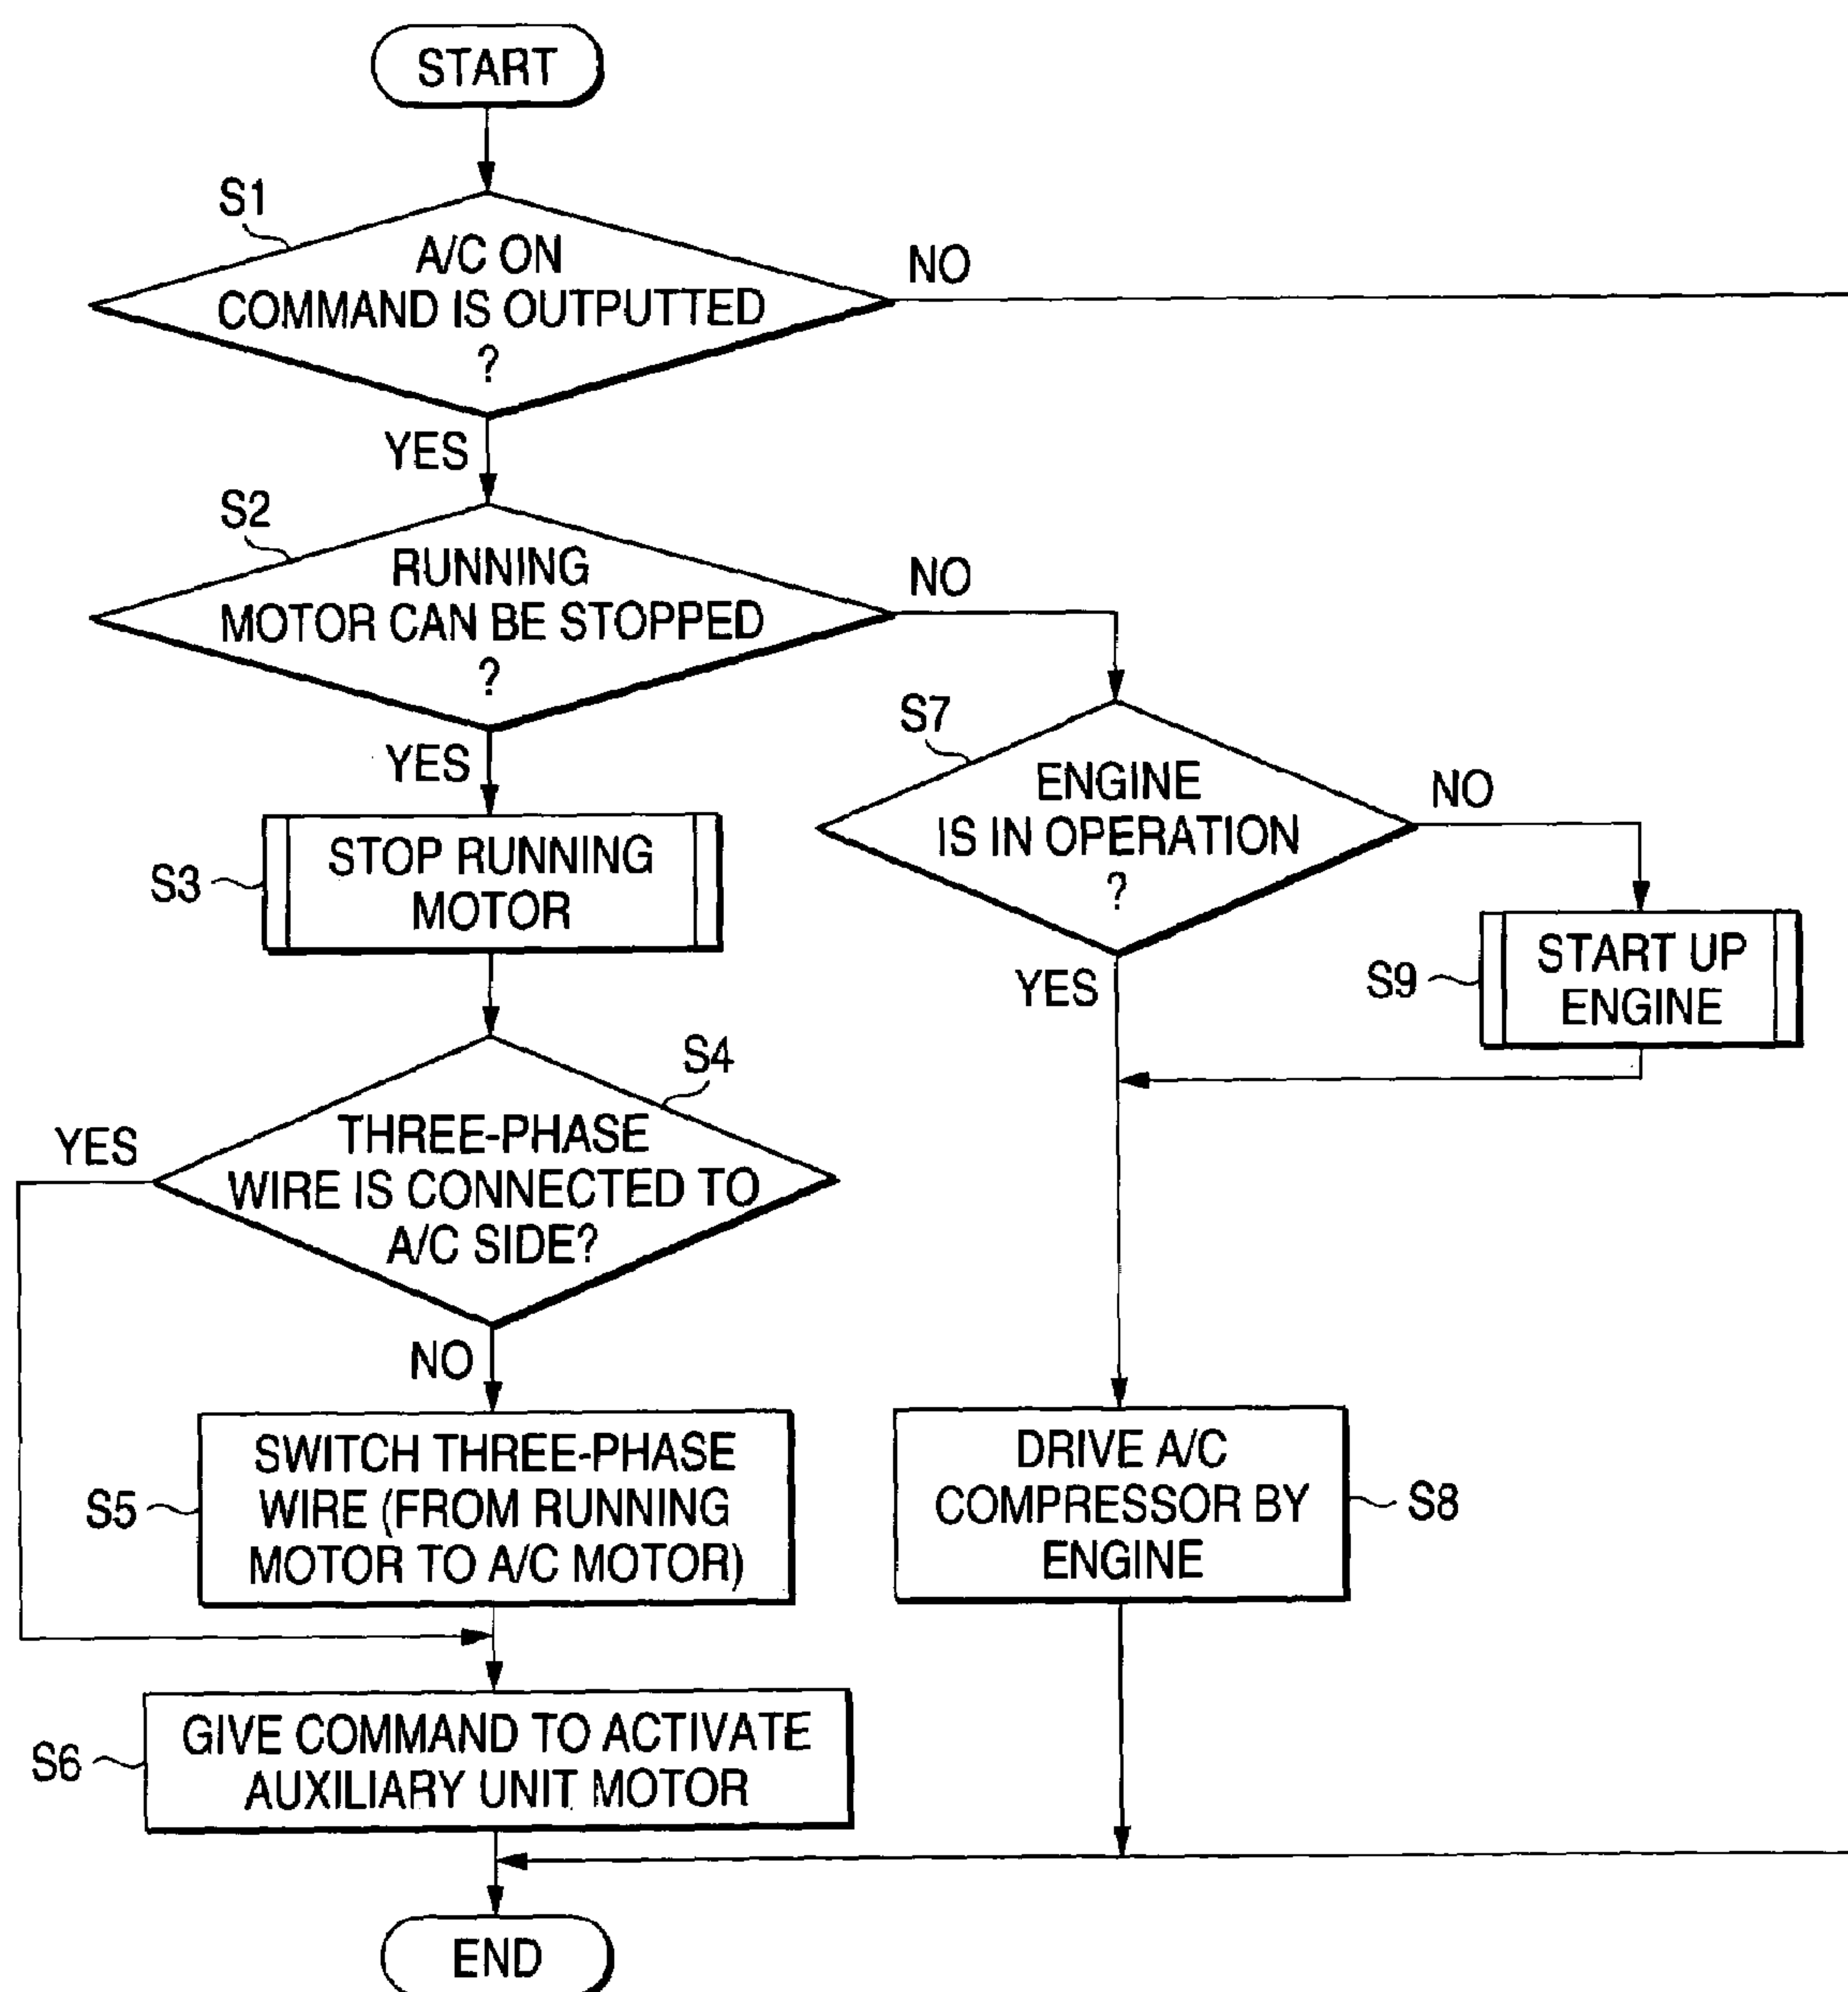 START
S1
A/C ON
COMMAND IS OUTPUTTED
?
NO
YES
S2
RUNNING
MOTOR CAN BE STOPPED
?
NO
YES
S3
STOP RUNNING
MOTOR
S7
ENGINE
IS IN OPERATION
?
NO
YES
S9
START UP
ENGINE
S4
THREE-PHASE
WIRE IS CONNECTED TO
A/C SIDE?
YES
NO
S5
SWITCH THREE-PHASE
WIRE (FROM RUNNING
MOTOR TO A/C MOTOR)
DRIVE A/C
COMPRESSOR BY
ENGINE
S8
S6
GIVE COMMAND TO ACTIVATE
AUXILIARY UNIT MOTOR
END